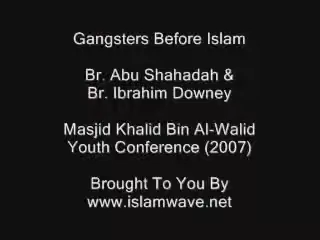 Gangsters Before Islam
Br. Abu Shahadah &
Br. Ibrahim Downey
Masjid Khalid Bin Al-Walid
Youth Conference (2007)
Brought To You By
www.islamwave.net